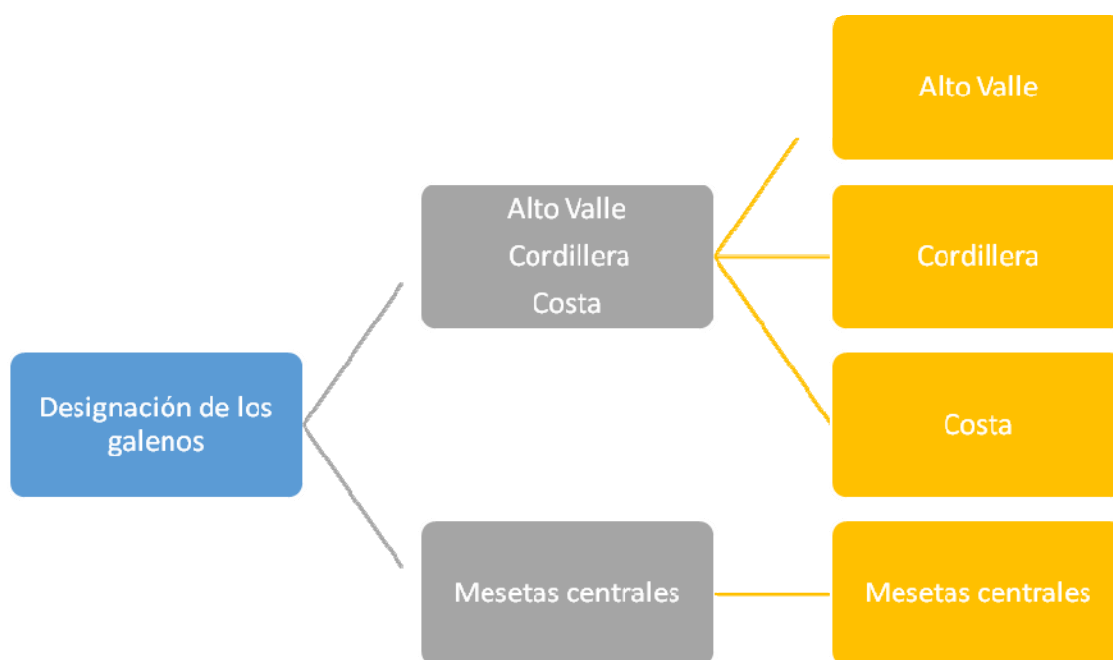 Designación de los
galenos
Alto Valle
Cordillera
Costa
Mesetas centrales
Alto Valle
Cordillera
Costa
Mesetas centrales